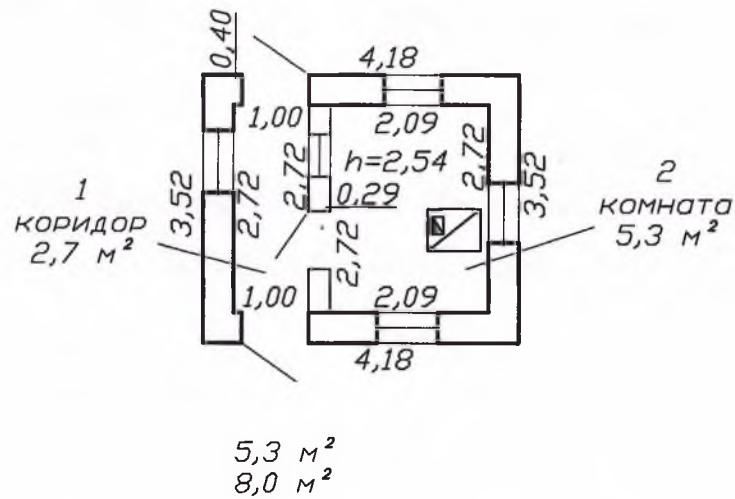 0,40
4,18
1,00
2,09
h=2,54
2,72
2,72
0,29
3,52
2,72
2,72
3,52
1
коридор
2,7 м²
2
комната
5,3 м²
1,00
2,09
4,18
5,3 м²
8,0 м²